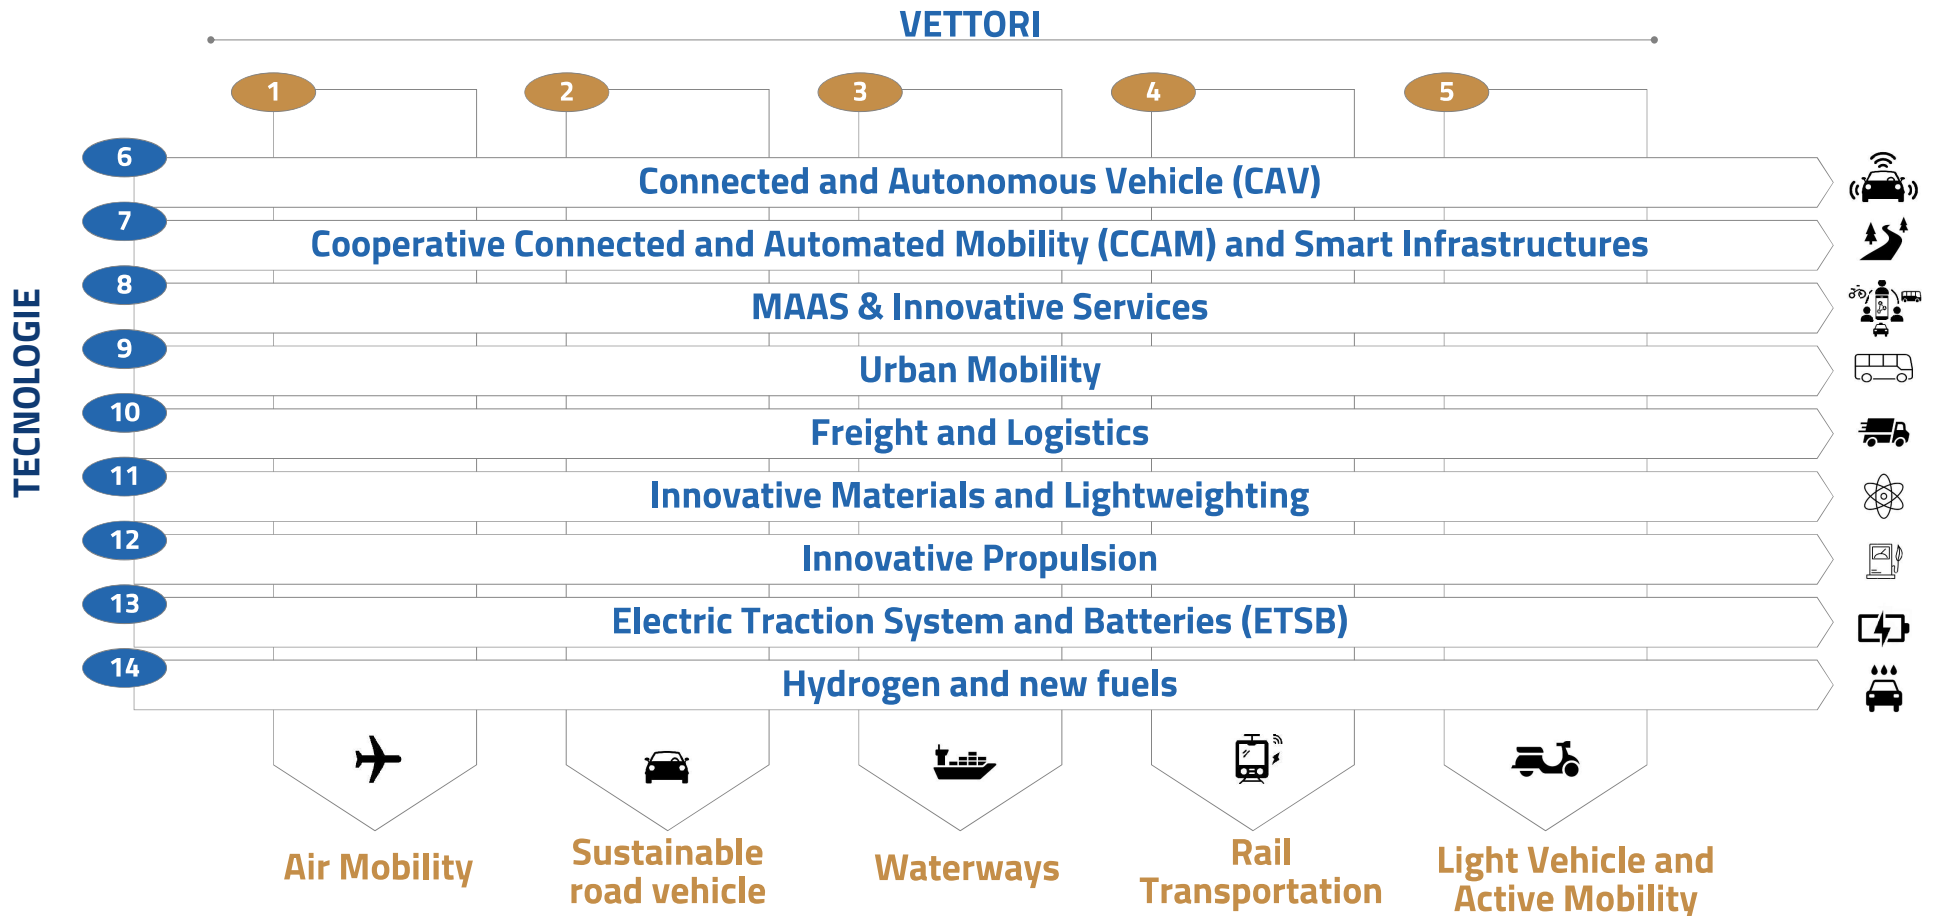 VETTORI
1
2
3
4
5
TECNOLOGIE
6
Connected and Autonomous Vehicle (CAV)
7
Cooperative Connected and Automated Mobility (CCAM) and Smart Infrastructures
8
MAAS & Innovative Services
9
Urban Mobility
10
Freight and Logistics
11
Innovative Materials and Lightweighting
12
Innovative Propulsion
13
Electric Traction System and Batteries (ETSB)
14
Hydrogen and new fuels
Air Mobility
Sustainable
road vehicle
Waterways
Rail
Transportation
Light Vehicle and
Active Mobility